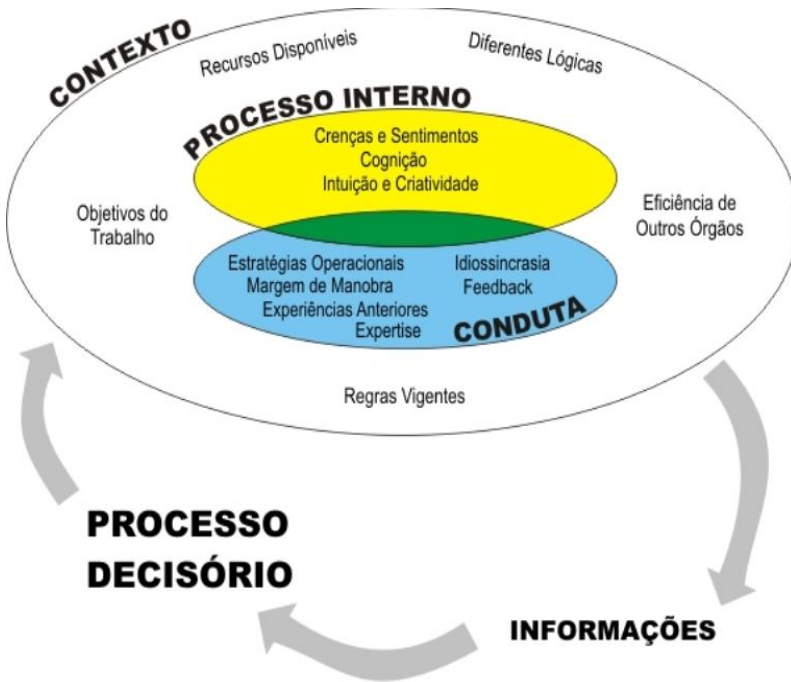 CONTEXTO
Recursos Disponíveis
Diferentes Lógicas
PROCESSO INTERNO
Crenças e Sentimentos
Cognição
Intuição e Criatividade
Objetivos do
Trabalho
Eficiência de
Outros Órgãos
Estratégias Operacionais
Margem de Manobra
Experiências Anteriores
Expertise
Idiossincrasia
Feedback
CONDUTA
Regras Vigentes
PROCESSO
DECISÓRIO
INFORMAÇÕES